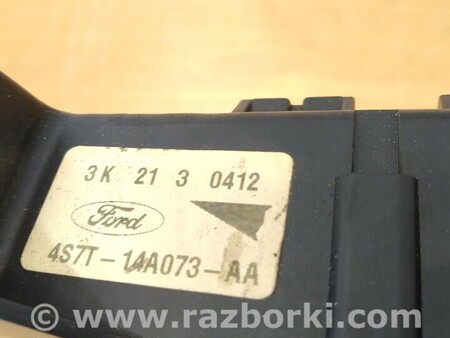 3K 21 3 0412
Ford
4S7T-14A073-AA
www.razborki.com